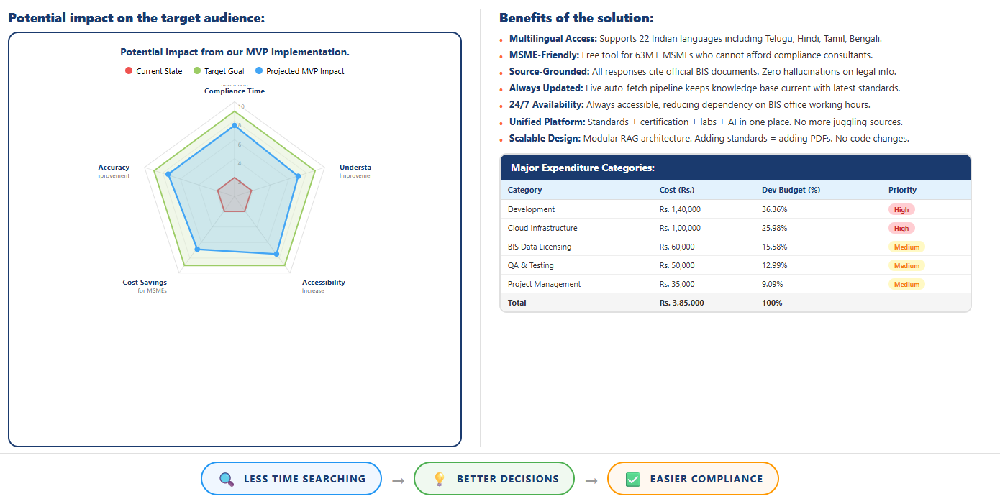 Potential impact on the target audience:
Potential impact from our MVP implementation.
Current State Target Goal Projected MVP Impact
Compliance Time
10
8
6
4
2
Accuracy
Understa
Cost Savings
for MSMEs
Accessibility
Increase
Benefits of the solution:
• Multilingual Access: Supports 22 Indian languages including Telugu, Hindi, Tamil, Bengali.
• MSME-Friendly: Free tool for 63M+ MSMEs who cannot afford compliance consultants.
• Source-Grounded: All responses cite official BIS documents. Zero hallucinations on legal info.
• Always Updated: Live auto-fetch pipeline keeps knowledge base current with latest standards.
• 24/7 Availability: Always accessible, reducing dependency on BIS office working hours.
• Unified Platform: Standards + certification + labs + AI in one place. No more juggling sources.
• Scalable Design: Modular RAG architecture. Adding standards = adding PDFs. No code changes.
Major Expenditure Categories:
Category Cost (Rs.) Dev Budget (%) Priority
Development Rs. 1,40,000 36.36% High
Cloud Infrastructure Rs. 1,00,000 25.98% High
BIS Data Licensing Rs. 60,000 15.58% Medium
QA & Testing Rs. 50,000 12.99% Medium
Project Management Rs. 35,000 9.09% Medium
Total Rs. 3,85,000 100%
LESS TIME SEARCHING → BETTER DECISIONS → EASIER COMPLIANCE